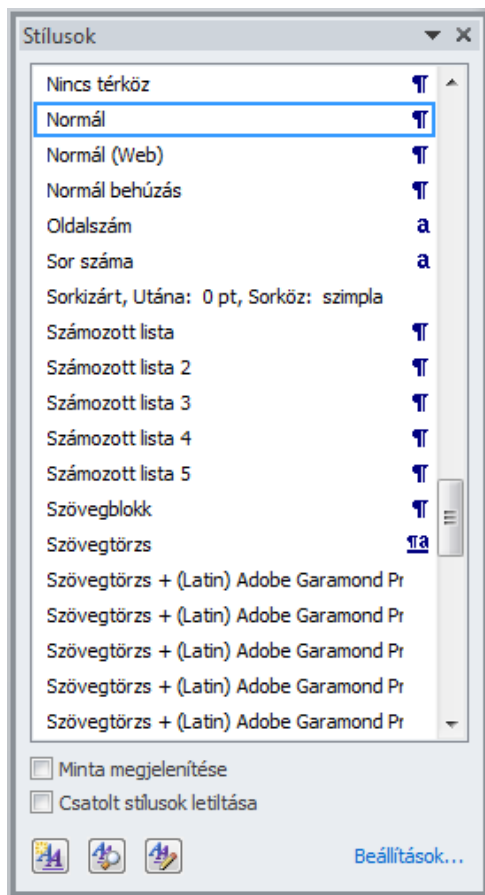 Stílusok
Nincs térköz ¶
Normál ¶
Normál (Web) ¶
Normál behúzás ¶
Oldalszám a
Sor száma a
Sorkizárt, Utána: 0 pt, Sorköz: szimpla
Számozott lista ¶
Számozott lista 2 ¶
Számozott lista 3 ¶
Számozott lista 4 ¶
Számozott lista 5 ¶
Szövegblokk ¶
Szövegtörzs ¶a
Szövegtörzs + (Latin) Adobe Garamond Pr
Szövegtörzs + (Latin) Adobe Garamond Pr
Szövegtörzs + (Latin) Adobe Garamond Pr
Szövegtörzs + (Latin) Adobe Garamond Pr
Szövegtörzs + (Latin) Adobe Garamond Pr
Minta megjelenítése
Csatolt stílusok letiltása
Beállítások...